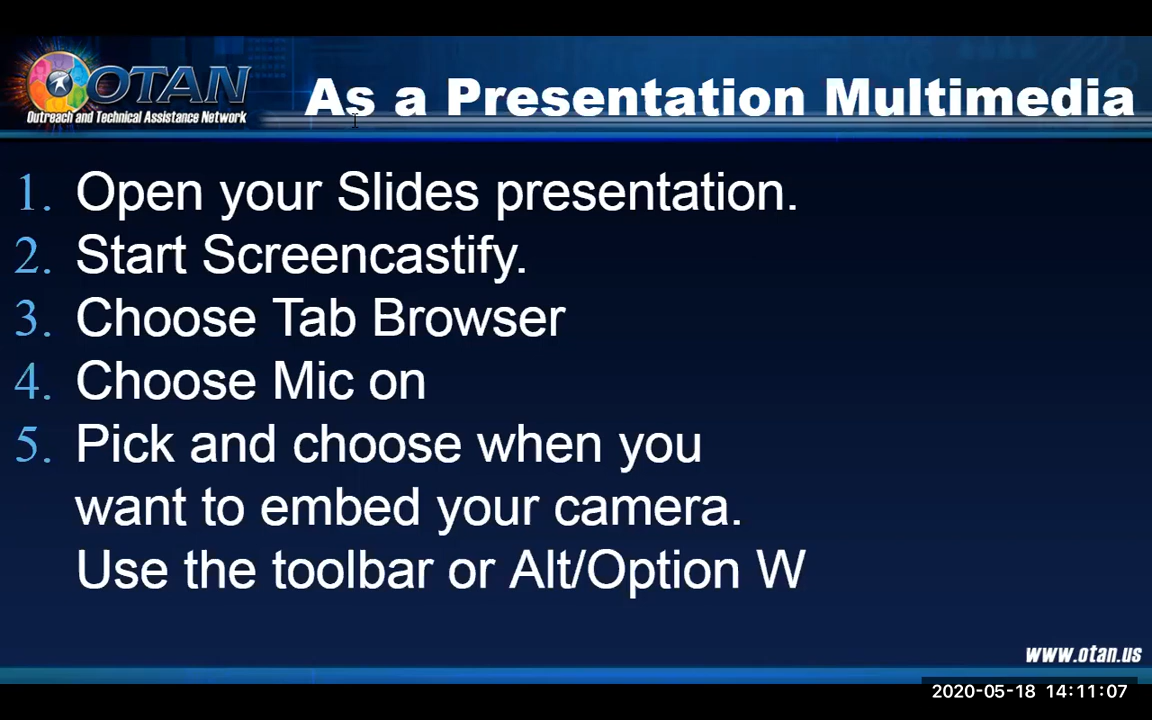 OTAN
Outreach and Technical Assistance Network
As a Presentation Multimedia
1. Open your Slides presentation.
2. Start Screencastify.
3. Choose Tab Browser
4. Choose Mic on
5. Pick and choose when you
want to embed your camera.
Use the toolbar or Alt/Option W
www.otan.us
2020-05-18 14:11:07